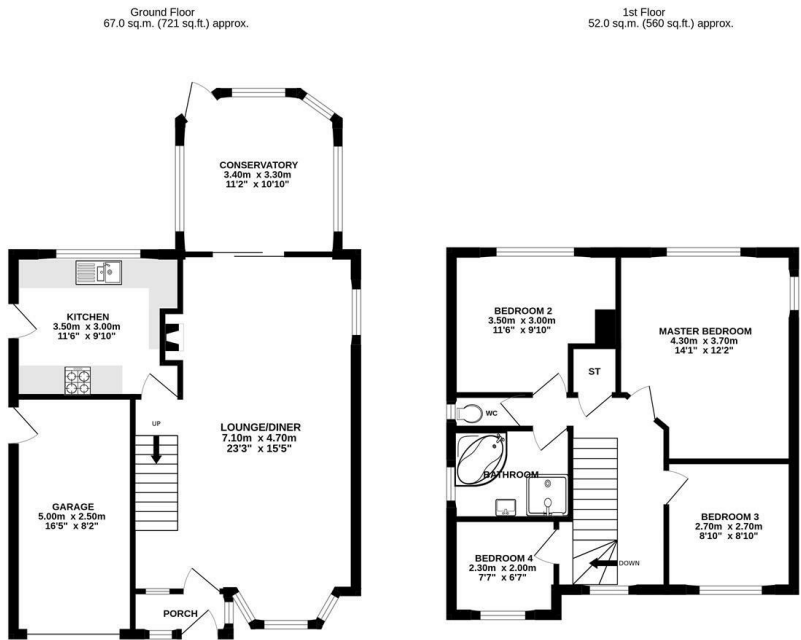 Ground Floor
67.0 sq.m. (721 sq.ft.) approx.
1st Floor
52.0 sq.m. (560 sq.ft.) approx.
CONSERVATORY
3.40m x 3.30m
11'2" x 10'10"
KITCHEN
3.50m x 3.00m
11'6" x 9'10"
UP
LOUNGE/DINER
7.10m x 4.70m
23'3" x 15'5"
GARAGE
5.00m x 2.50m
16'5" x 8'2"
PORCH
BEDROOM 2
3.50m x 3.00m
11'6" x 9'10"
MASTER BEDROOM
4.30m x 3.70m
14'1" x 12'2"
ST
WC
BATHROOM
BEDROOM 3
2.70m x 2.70m
8'10" x 8'10"
BEDROOM 4
2.30m x 2.00m
7'7" x 6'7"
DOWN